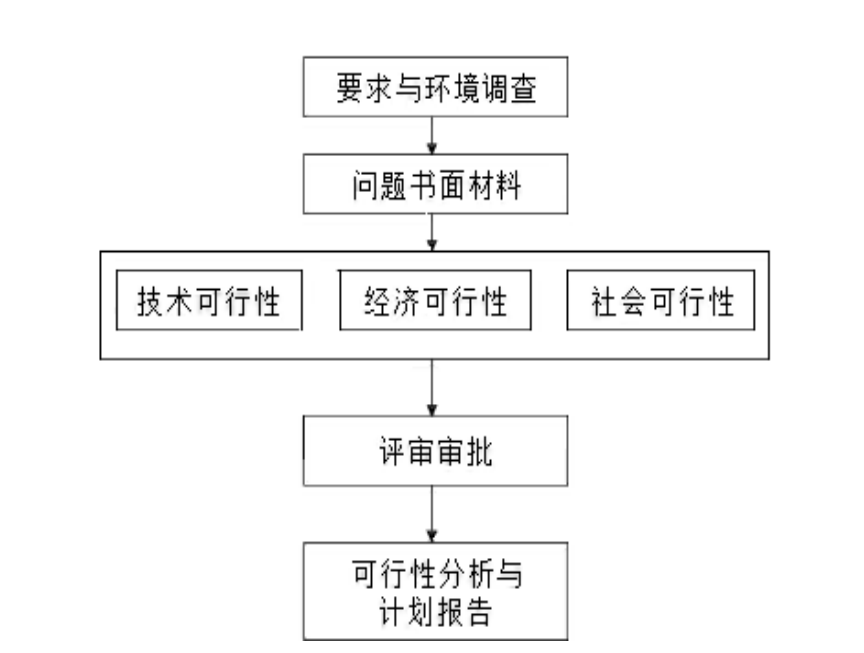 要求与环境调查
问题书面材料
技术可行性 经济可行性 社会可行性
评审审批
可行性分析与
计划报告